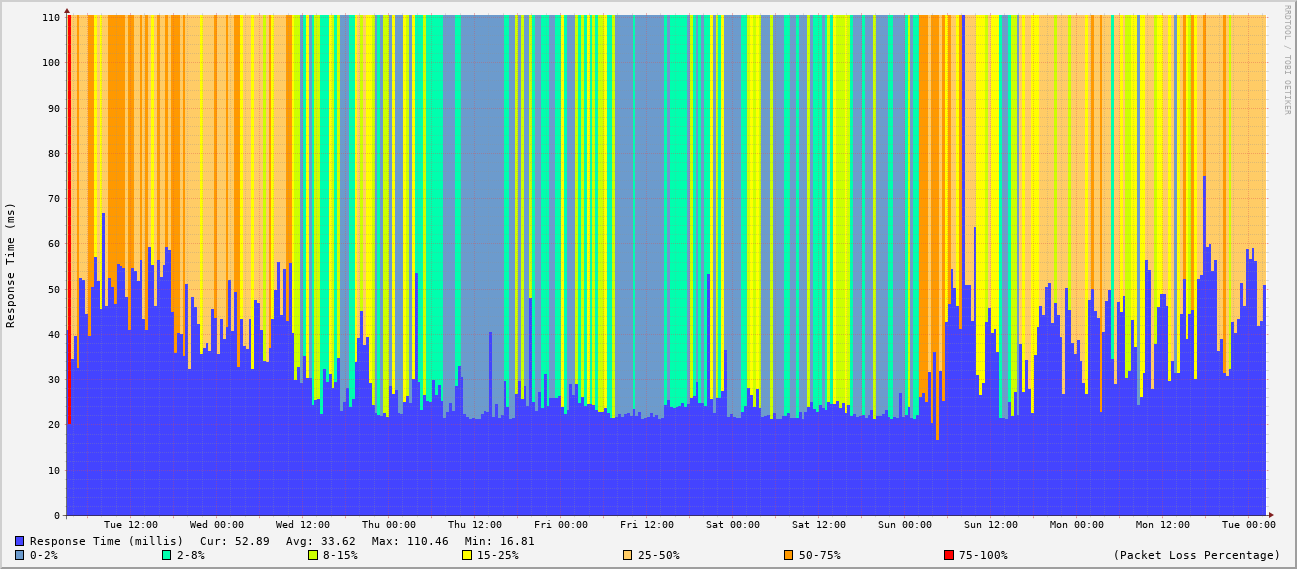 RRDTOOL / TOBI OETIKER
Response Time (ms)
110
100
90
80
70
60
50
40
30
20
10
0
Tue 12:00 Wed 00:00 Wed 12:00 Thu 00:00 Thu 12:00 Fri 00:00 Fri 12:00 Sat 00:00 Sat 12:00 Sun 00:00 Sun 12:00 Mon 00:00 Mon 12:00 Tue 00:00
Response Time (millis) Cur: 52.89 Avg: 33.62 Max: 110.46 Min: 16.81
0-2% 2-8% 8-15% 15-25% 25-50% 50-75% 75-100% (Packet Loss Percentage)